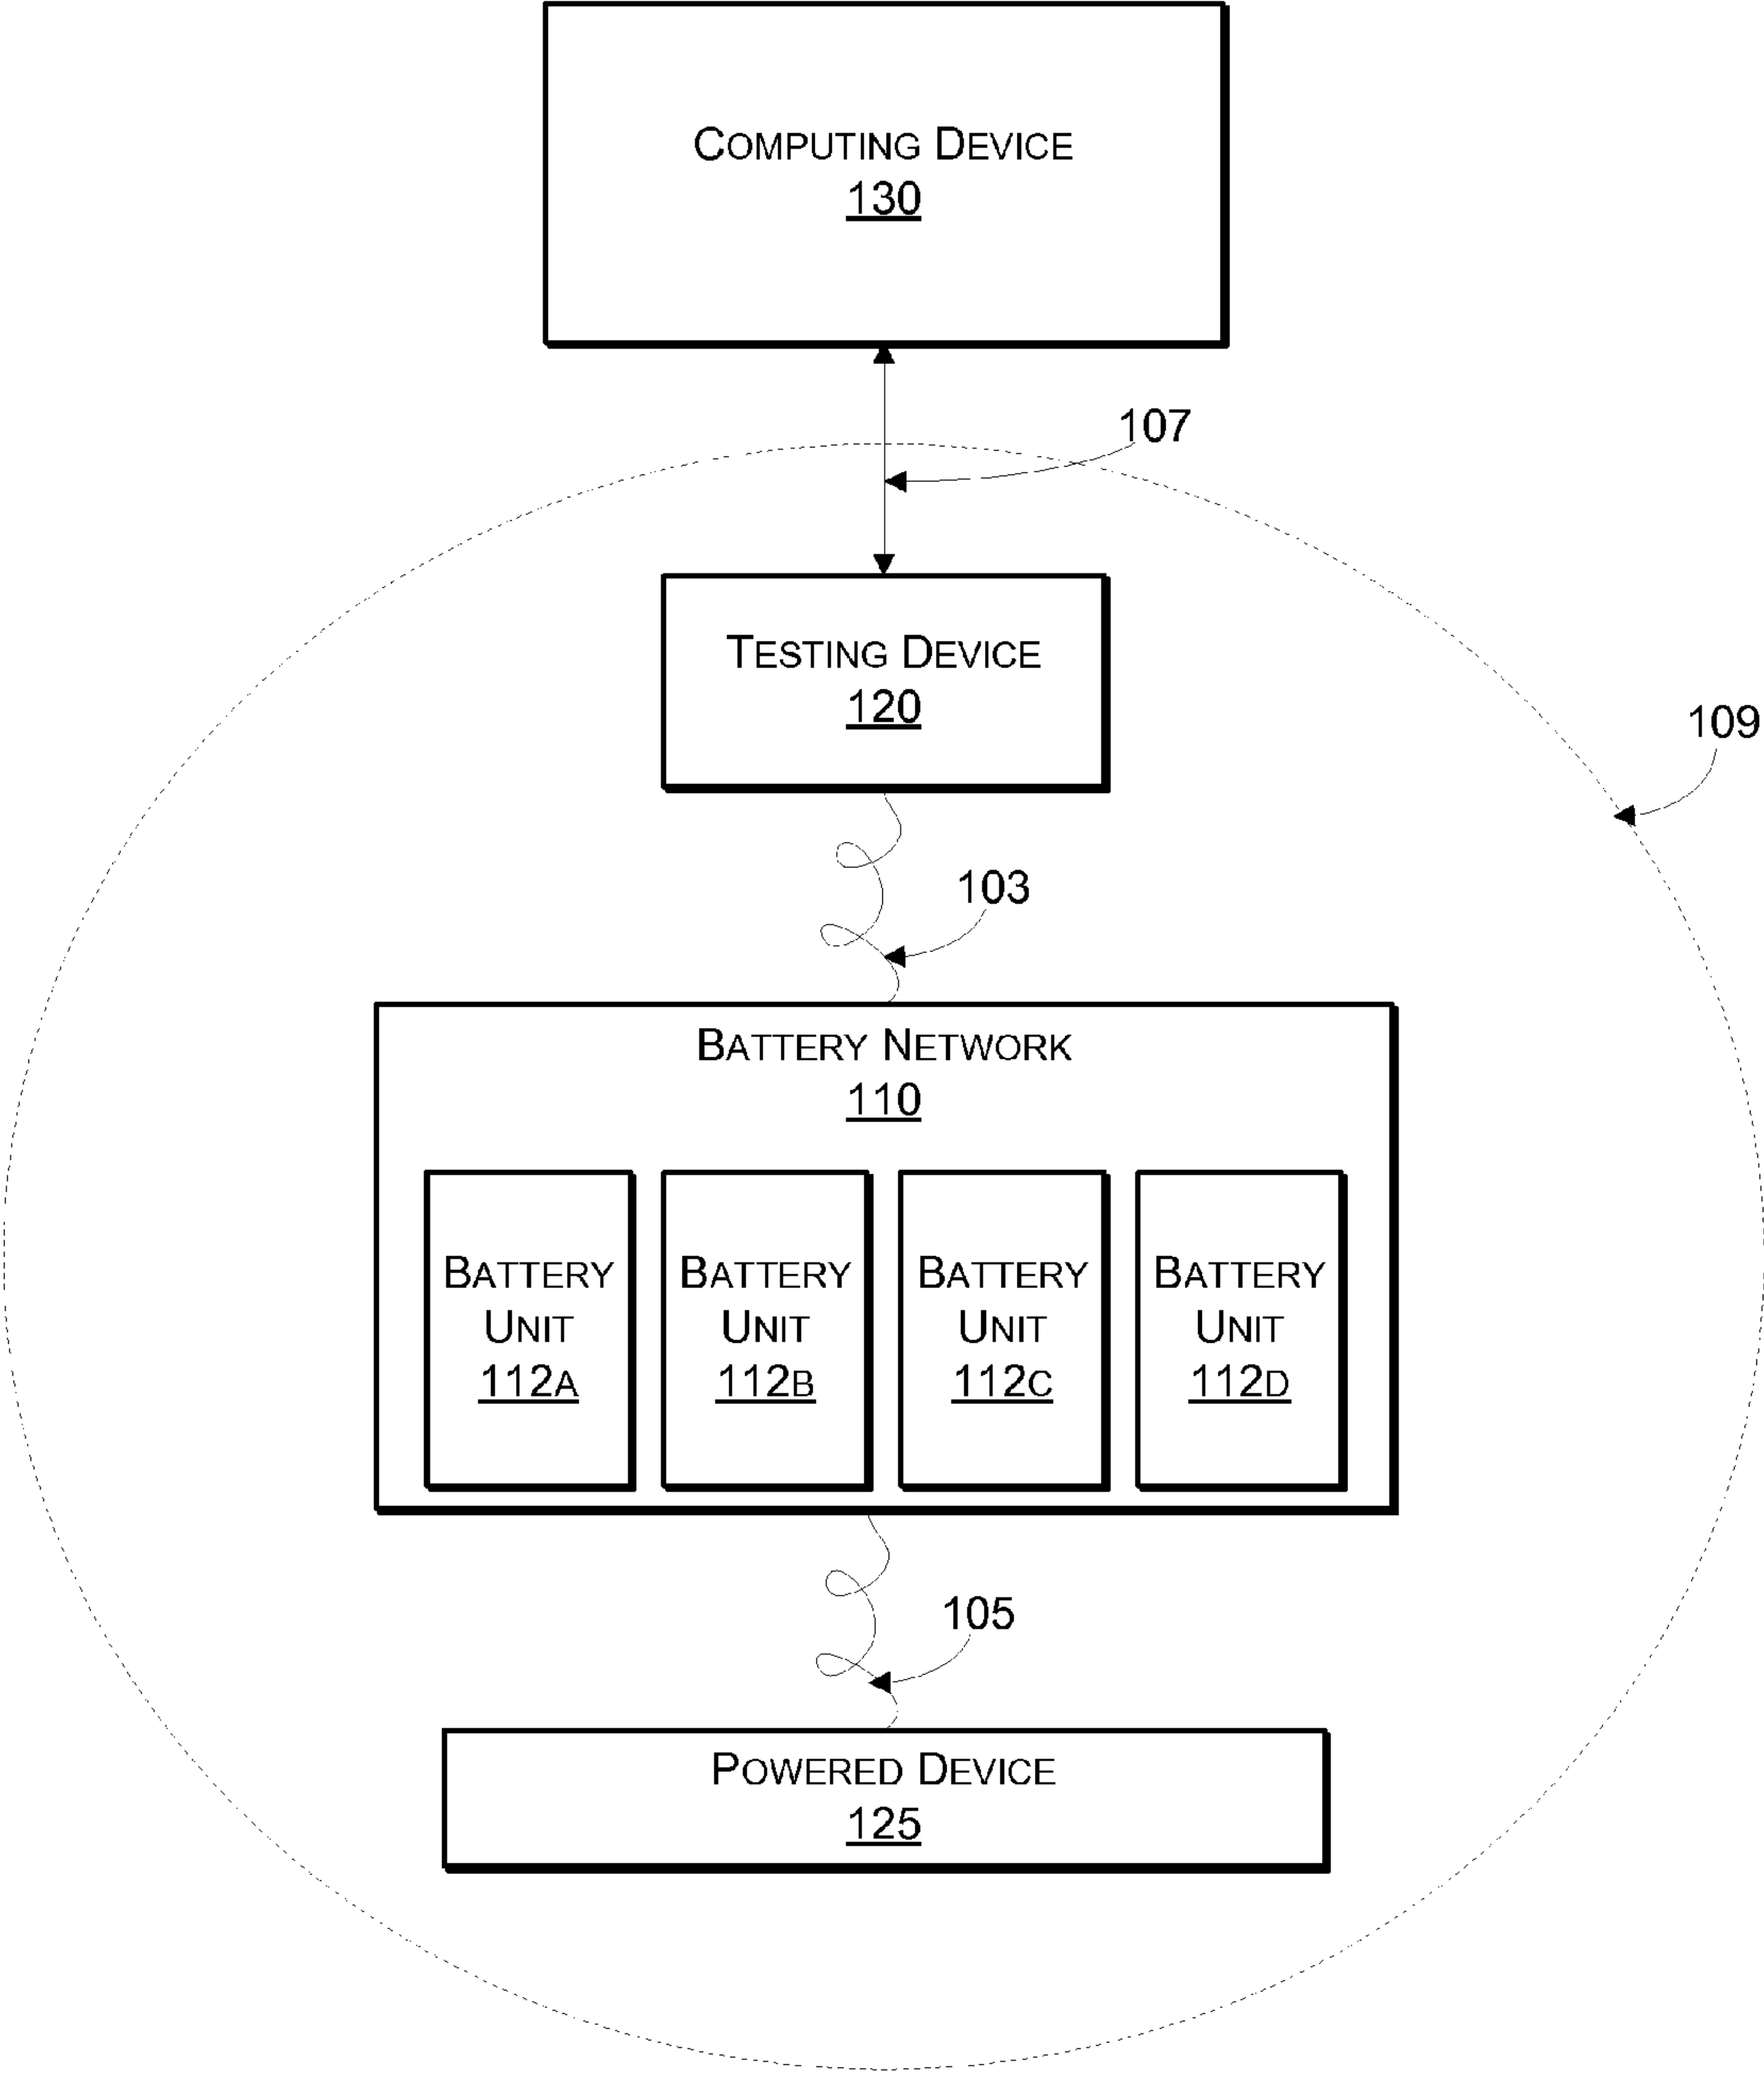 COMPUTING DEVICE
130
107
TESTING DEVICE
120
109
103
BATTERY NETWORK
110
BATTERY
UNIT
112A
BATTERY
UNIT
112B
BATTERY
UNIT
112C
BATTERY
UNIT
112D
105
POWERED DEVICE
125